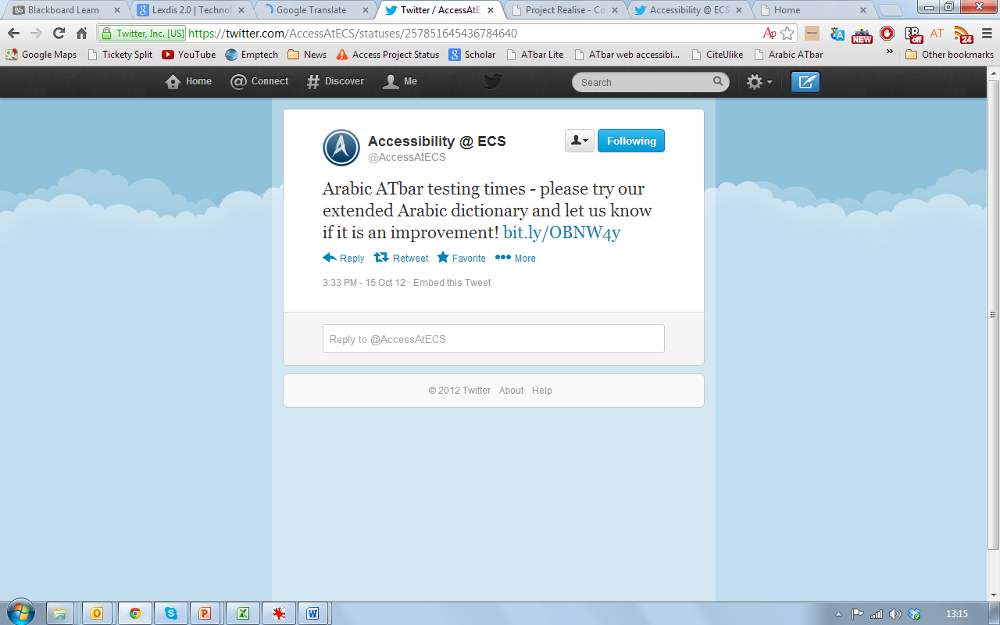 Blackboard Learn
Lexdis 2.0 | Technol
Google Translate
Twitter / AccessAtE
Project Realise - Co
Accessibility @ ECS
Home
Twitter, Inc. [US] https://twitter.com/AccessAtECS/statuses/257851645436784640
NEW
ER off
AT
24
Google Maps
Tickety Split
YouTube
Emptech
News
Access Project Status
Scholar
ATbar Lite
ATbar web accessibi...
CiteUlike
Arabic ATbar
»
Other bookmarks
Home
Connect
Discover
Me
Search
Accessibility @ ECS
@AccessAtECS
Following
Arabic ATbar testing times - please try our
extended Arabic dictionary and let us know
if it is an improvement! bit.ly/OBNW4y
Reply
Retweet
Favorite
More
3:33 PM - 15 Oct 12 · Embed this Tweet
Reply to @AccessAtECS
© 2012 Twitter About Help
13:15